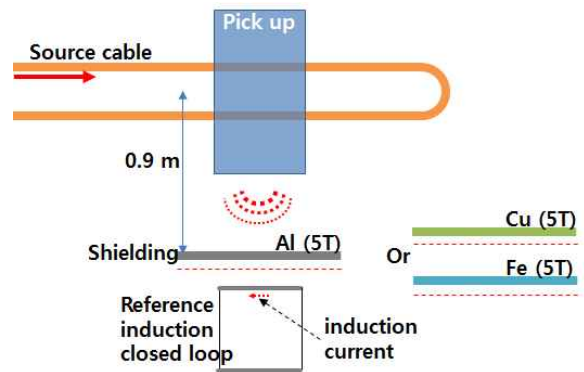 Pick up
Source cable
0.9 m
Shielding
Al (5T)
Or
Cu (5T)
Fe (5T)
Reference
induction
closed loop
induction
current